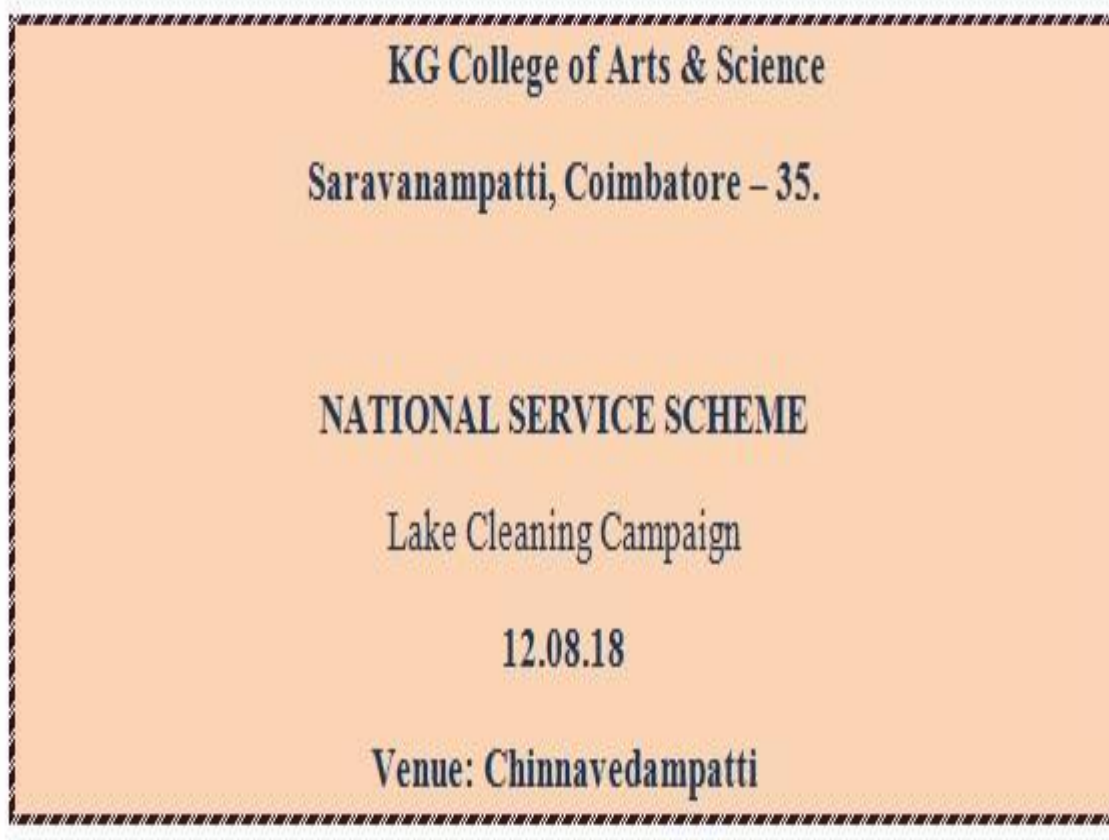 KG College of Arts & Science
Saravanampatti, Coimbatore – 35.
NATIONAL SERVICE SCHEME
Lake Cleaning Campaign
12.08.18
Venue: Chinnavedampatti